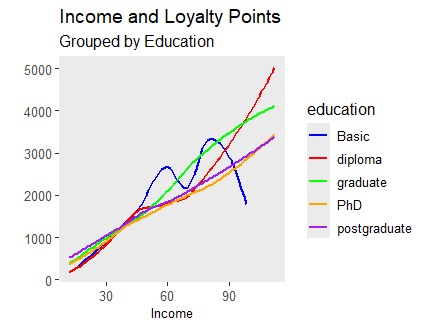 Income and Loyalty Points
Grouped by Education
5000
4000
3000
2000
1000
0
30 60 90
Income
education
Basic
diploma
graduate
PhD
postgraduate